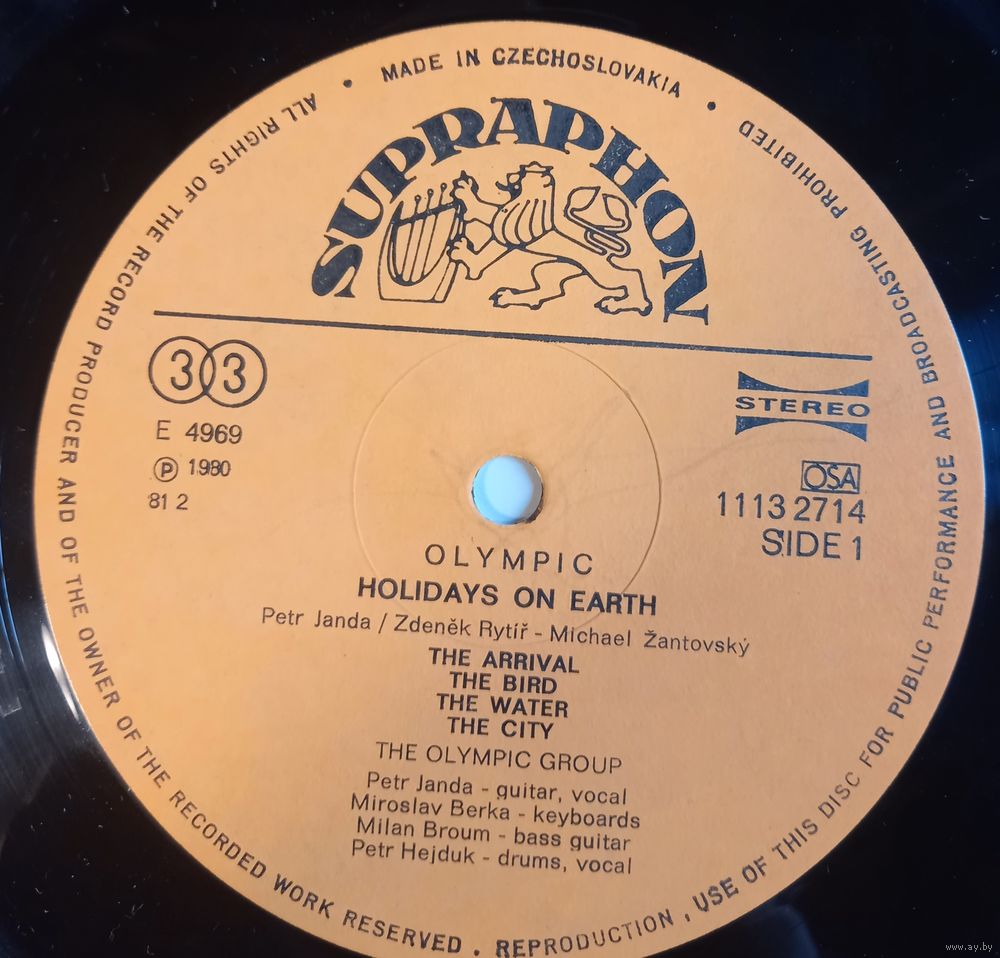 MADE IN CZECHOSLOVAKIA •
ALL RIGHTS OF THE RECORD PRODUCER AND OF THE OWNER OF THE RECORDED WORK RESERVED . REPRODUCTION , USE OF THIS DISC FOR PUBLIC PERFORMANCE AND BROADCASTING PROHIBITED
SUPRAPHON
33
STEREO
E 4969
Ⓟ 1980
81 2
OSA
1113 2714
SIDE 1
OLYMPIC
HOLIDAYS ON EARTH
Petr Janda / Zdeněk Rytíř - Michael Žantovský
THE ARRIVAL
THE BIRD
THE WATER
THE CITY
THE OLYMPIC GROUP
Petr Janda - guitar, vocal
Miroslav Berka - keyboards
Milan Broum - bass guitar
Petr Hejduk - drums, vocal
www.ay.by